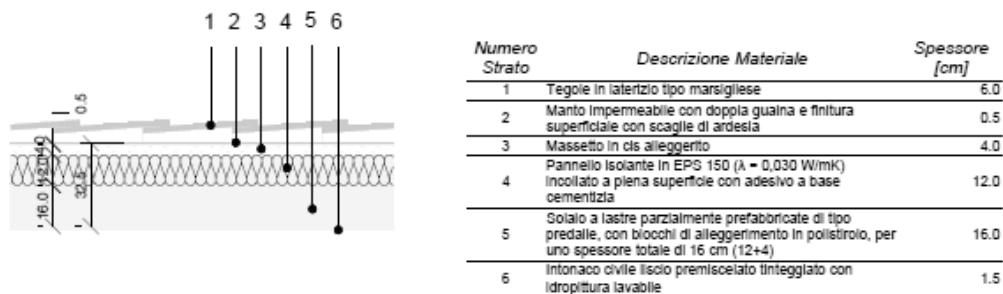 1 2 3 4 5 6
0.5
16.0 12.0 4.0
32.5
Numero
Strato
Descrizione Materiale
Spessore
[cm]
1 Tegole in laterizio tipo marsigliese 6.0
2 Manto impermeabile con doppia guaina e finitura
superficiale con scaglie di ardesia 0.5
3 Massetto in cls alleggerito 4.0
Pannello isolante in EPS 150 (λ = 0,030 W/mK)
4 incollato a piena superficie con adesivo a base 12.0
cementizia
Solaio a lastre parzialmente prefabbricate di tipo
5 predalle, con blocchi di alleggerimento in polistirolo, per 16.0
uno spessore totale di 16 cm (12+4)
6 Intonaco civile liscio premiscelato tinteggiato con 1.5
idropittura lavabile